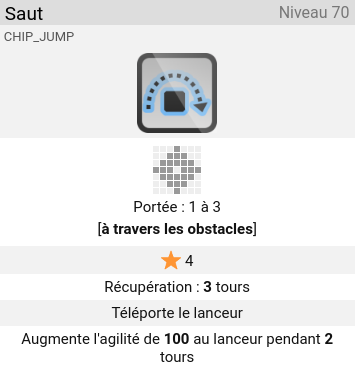 Saut
Niveau 70
CHIP_JUMP
Portée : 1 à 3
[à travers les obstacles]
4
Récupération : 3 tours
Téléporte le lanceur
Augmente l'agilité de 100 au lanceur pendant 2
tours